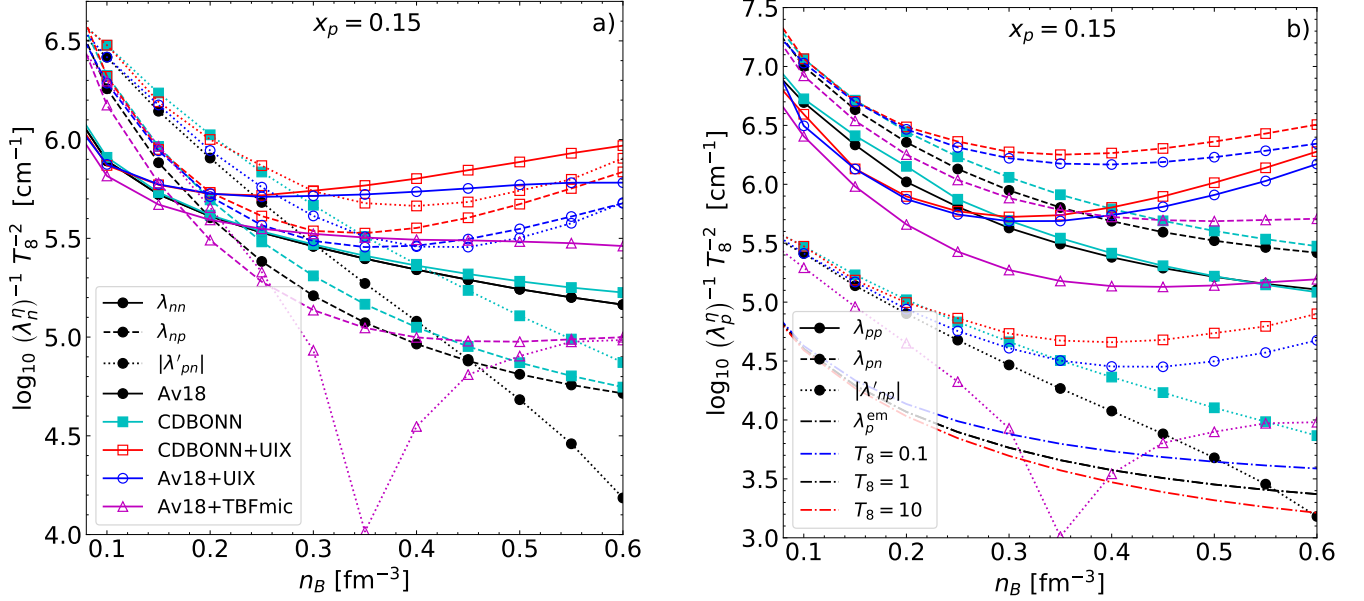 x_p = 0.15
a)
log₁₀ (λₙ^η)⁻¹ T₈⁻² [cm⁻¹]
6.5
6.0
5.5
5.0
4.5
4.0
λ_nn
λ_np
|λ'_pn|
Av18
CDBONN
CDBONN+UIX
Av18+UIX
Av18+TBFmic
0.1 0.2 0.3 0.4 0.5 0.6
n_B [fm⁻³]
x_p = 0.15
b)
log₁₀ (λ_p^η)⁻¹ T₈⁻² [cm⁻¹]
7.5
7.0
6.5
6.0
5.5
5.0
4.5
4.0
3.5
3.0
λ_pp
λ_pn
|λ'_np|
λ_p^em
T₈ = 0.1
T₈ = 1
T₈ = 10
0.1 0.2 0.3 0.4 0.5 0.6
n_B [fm⁻³]